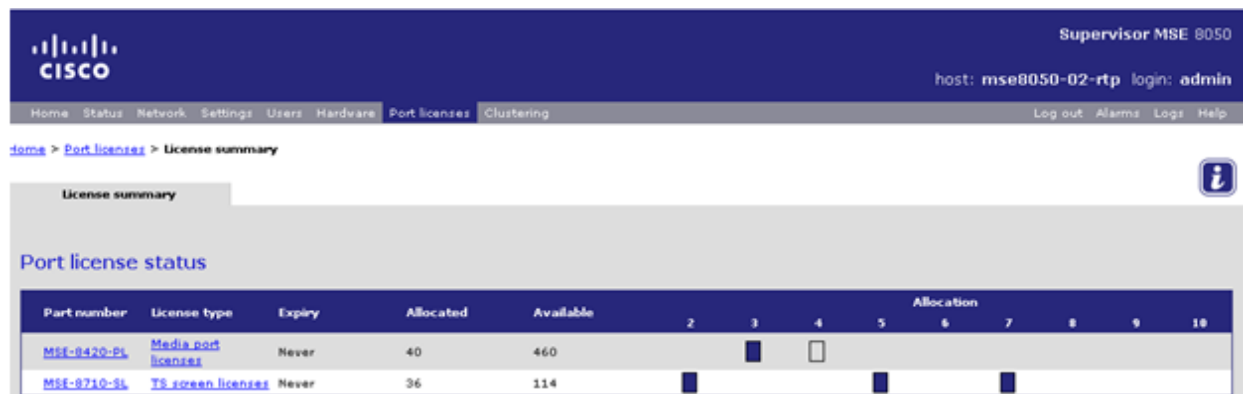 Supervisor MSE 8050
CISCO
host: mse8050-02-rtp login: admin
Home Status Network Settings Users Hardware Port licenses Clustering Log out Alarms Logs Help
Home > Port licenses > License summary
License summary
Port license status
Allocation
Part number License type Expiry Allocated Available
2 3 4 5 6 7 8 9 10
MSE-8420-PL Media port licenses Never 40 460
MSE-8710-SL TS screen licenses Never 36 114